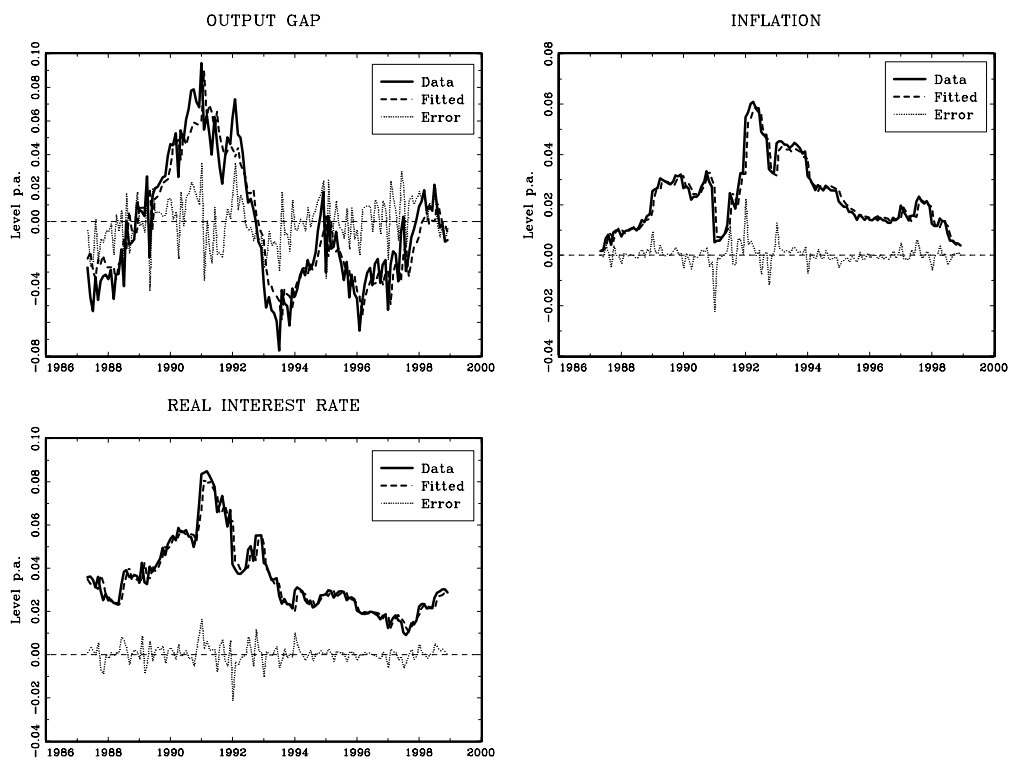 OUTPUT GAP
Level p.a.
0.10
0.08
0.06
0.04
0.02
0.00
-0.02
-0.04
-0.06
-0.08
Data
Fitted
Error
1986 1988 1990 1992 1994 1996 1998 2000
INFLATION
Level p.a.
0.08
0.06
0.04
0.02
0.00
-0.02
-0.04
Data
Fitted
Error
1986 1988 1990 1992 1994 1996 1998 2000
REAL INTEREST RATE
Level p.a.
0.10
0.08
0.06
0.04
0.02
0.00
-0.02
-0.04
Data
Fitted
Error
1986 1988 1990 1992 1994 1996 1998 2000